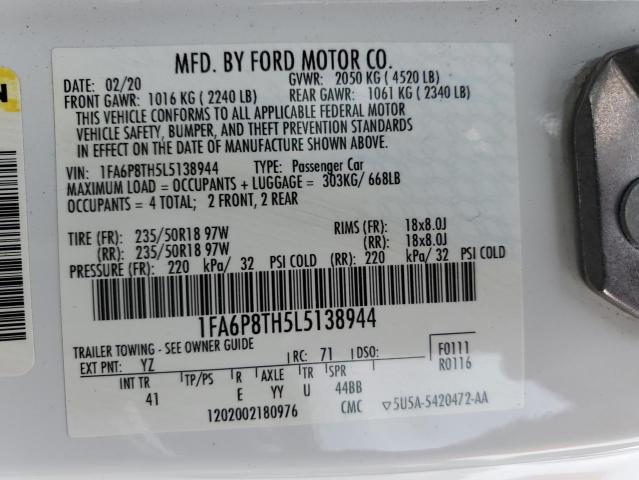 MFD. BY FORD MOTOR CO.
DATE: 02/20 GVWR: 2050 KG (4520 LB)
FRONT GAWR: 1016 KG (2240 LB) REAR GAWR: 1061 KG (2340 LB)
THIS VEHICLE CONFORMS TO ALL APPLICABLE FEDERAL MOTOR
VEHICLE SAFETY, BUMPER, AND THEFT PREVENTION STANDARDS
IN EFFECT ON THE DATE OF MANUFACTURE SHOWN ABOVE.
VIN: 1FA6P8TH5L5138944 TYPE: Passenger Car
MAXIMUM LOAD = OCCUPANTS + LUGGAGE = 303KG/ 668LB
OCCUPANTS = 4 TOTAL; 2 FRONT, 2 REAR
TIRE (FR): 235/50R18 97W RIMS (FR): 18x8.0J
(RR): 235/50R18 97W (RR): 18x8.0J
PRESSURE (FR): 220 kPa/ 32 PSI COLD (RR): 220 kPa/ 32 PSI COLD
1FA6P8TH5L5138944
TRAILER TOWING - SEE OWNER GUIDE
EXT PNT: YZ RC: 71 DSO: F0111
R0116
INT TR TP/PS R AXLE TR SPR
41 E YY U 44BB
1202002180976 CMC ▽5U5A-5420472-AA